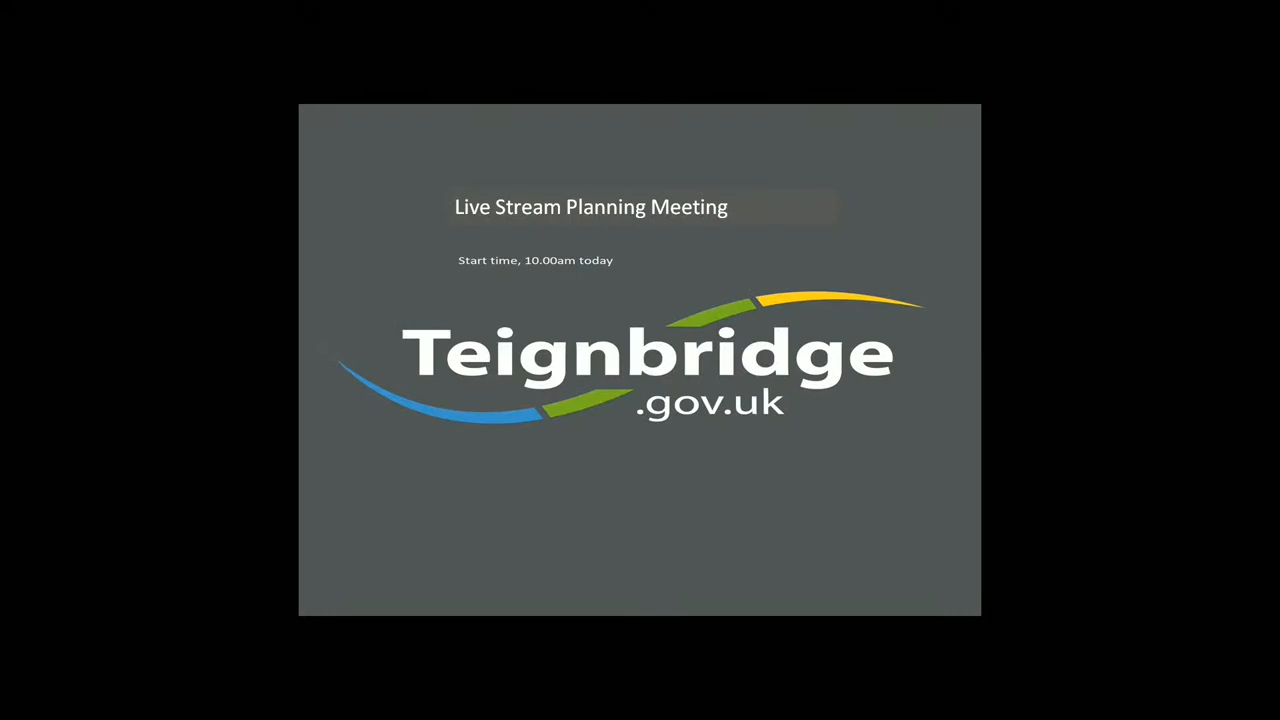 Live Stream Planning Meeting
Start time, 10.00am today
Teignbridge
.gov.uk